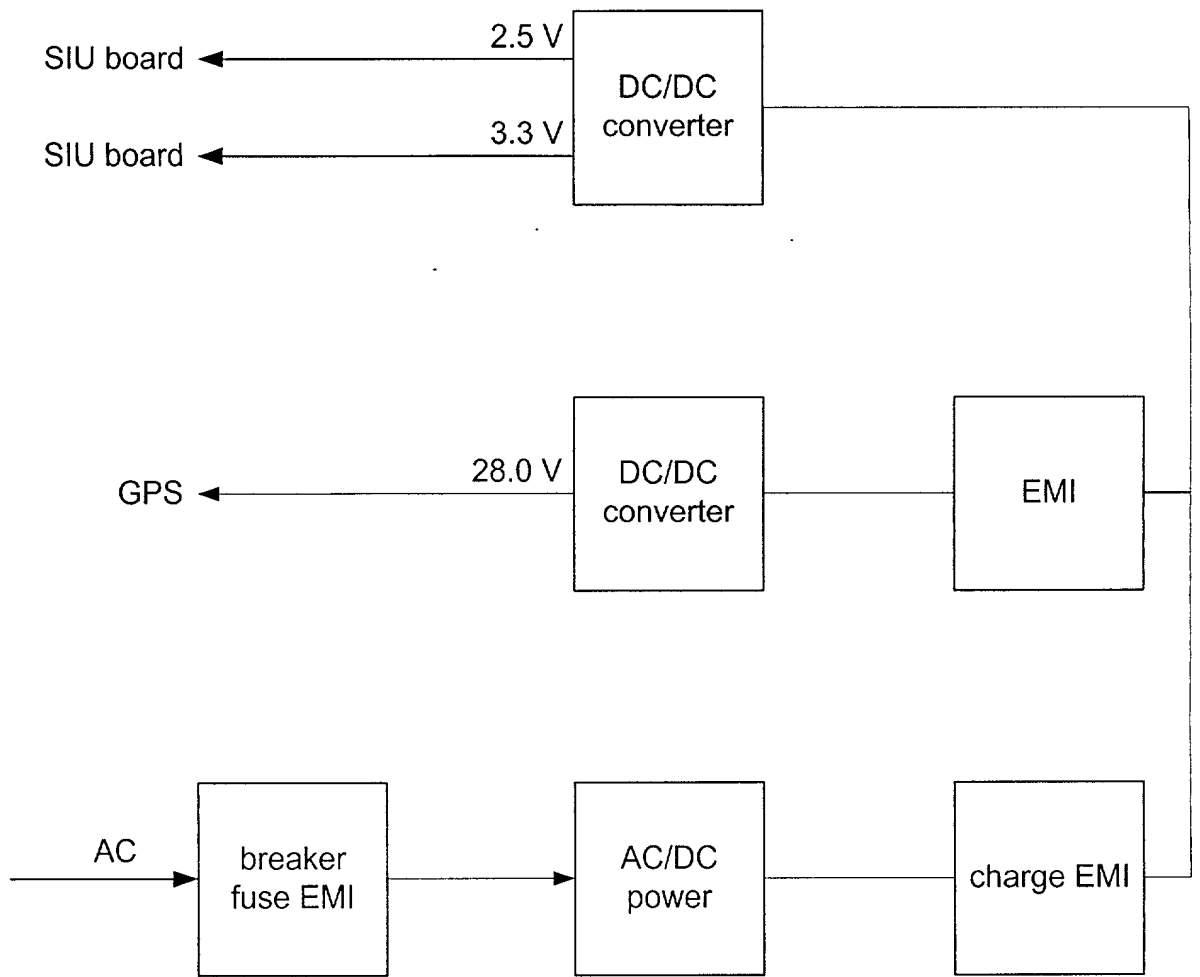 2.5 V
SIU board
DC/DC
converter
3.3 V
SIU board
28.0 V
GPS
DC/DC
converter
EMI
AC
breaker
fuse EMI
AC/DC
power
charge EMI